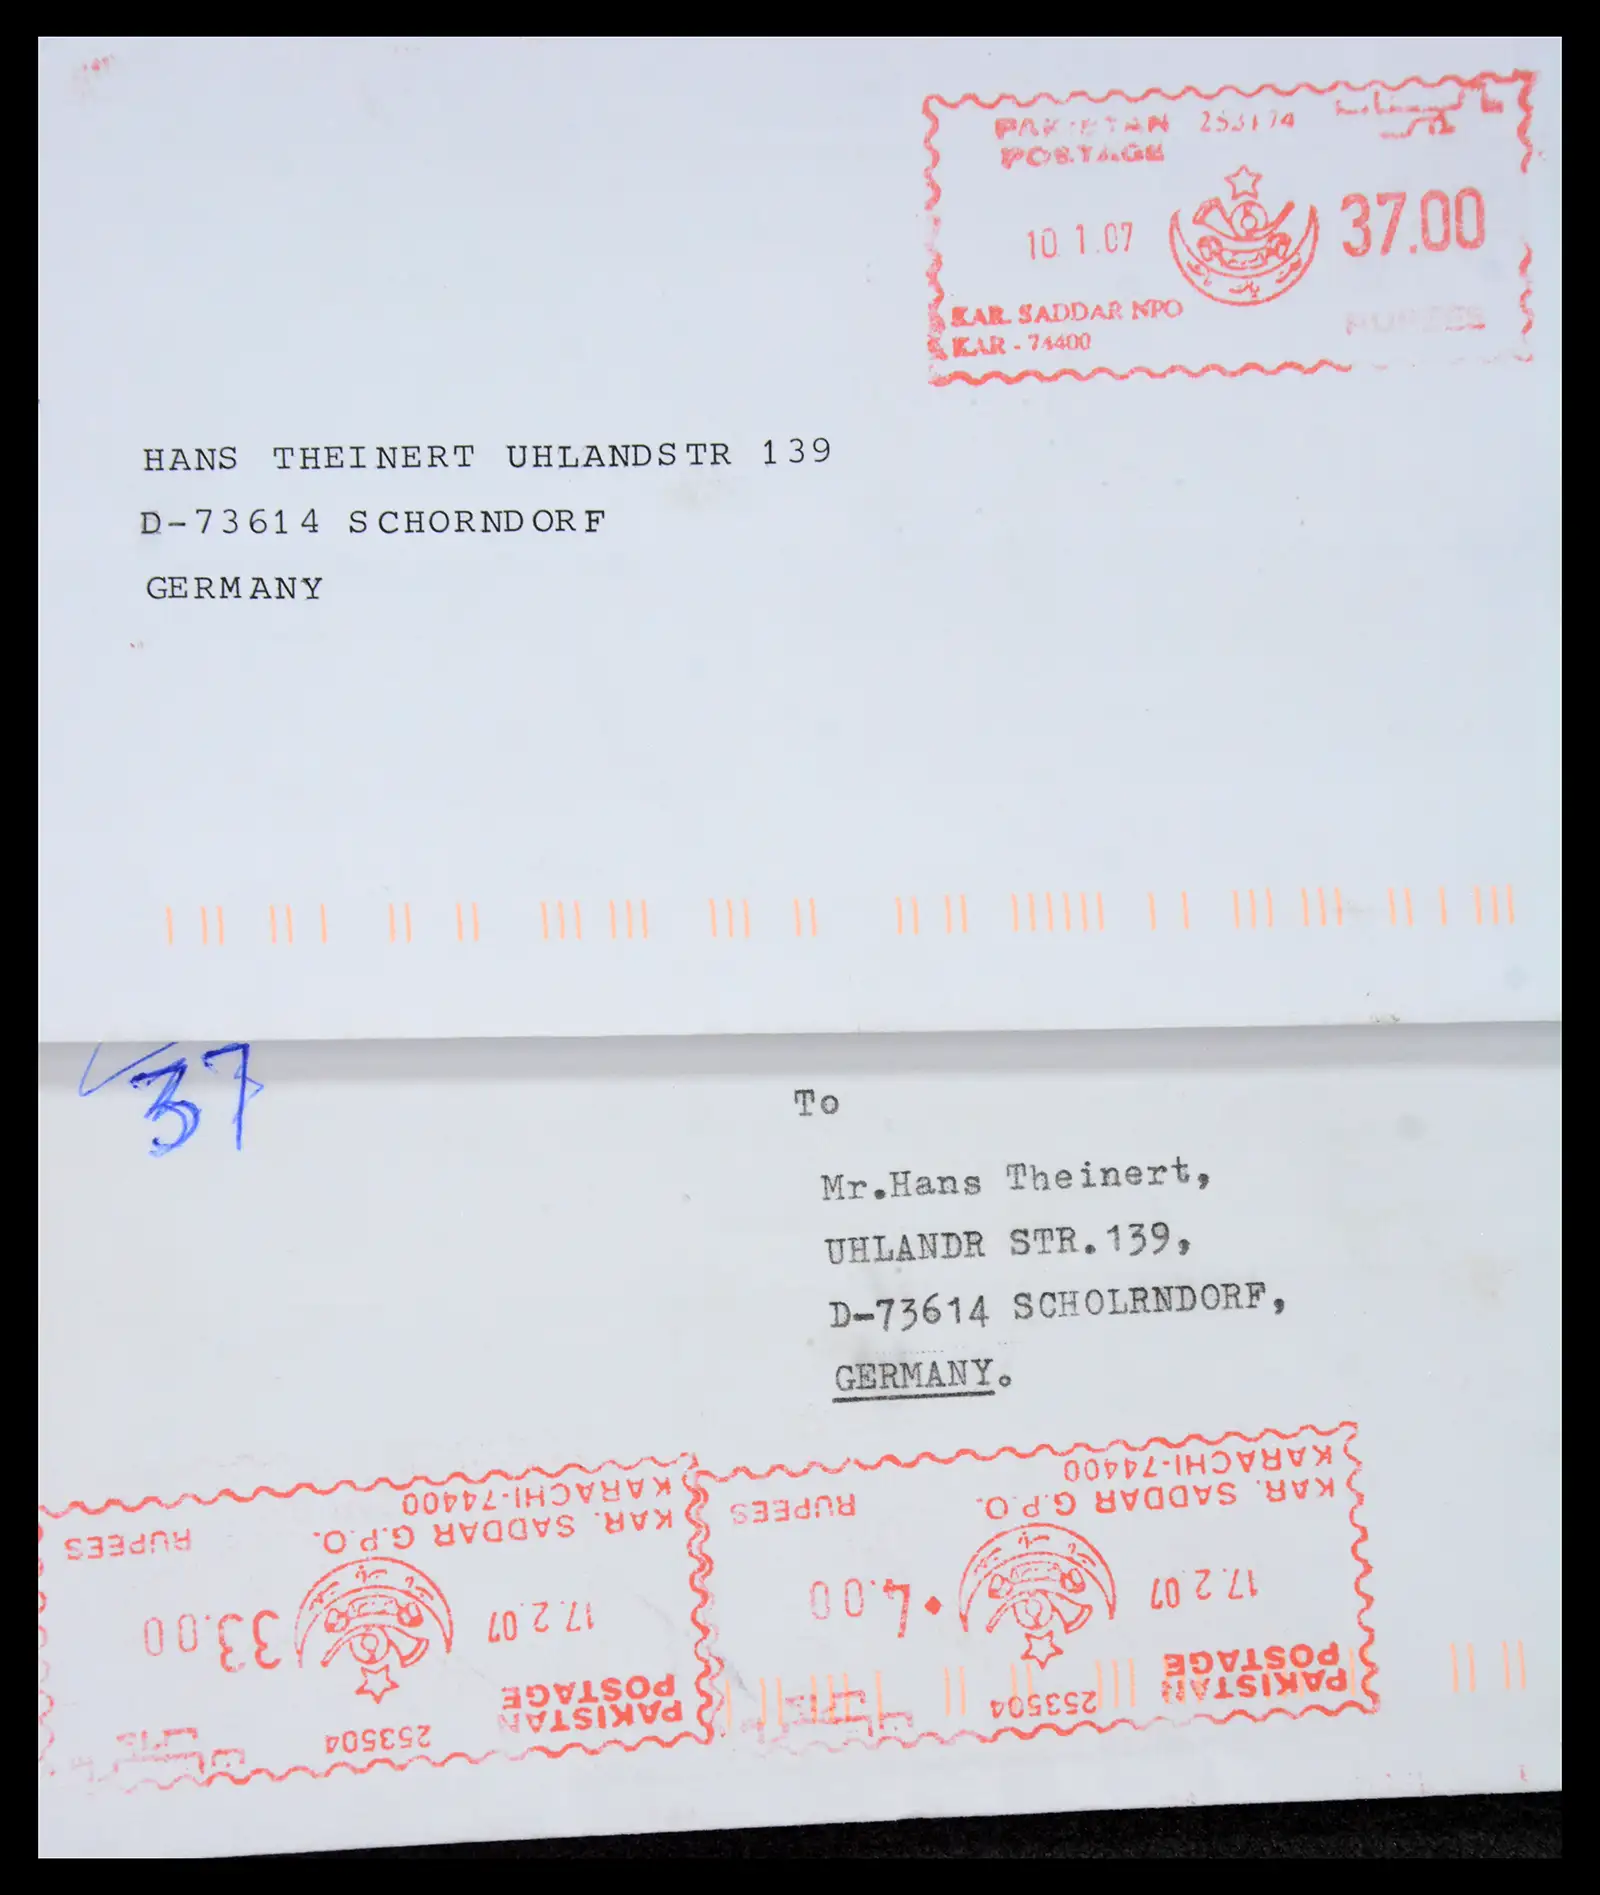 PAKISTAN
POSTAGE
10 1.07
37.00
KAR. SADDAR NPO
KAR - 74400
RUPEES
HANS THEINERT UHLANDSTR 139
D-73614 SCHORNDORF
GERMANY
37
To
Mr.Hans Theinert,
UHLANDR STR.139,
D-73614 SCHOLRNDORF,
GERMANY.
PAKISTAN
POSTAGE
253504
17.2.07
4.00
KAR. SADDAR G.P.O.
KARACHI-74400
RUPEES
PAKISTAN
POSTAGE
253504
17.2.07
33.00
KAR. SADDAR G.P.O.
KARACHI-74400
RUPEES